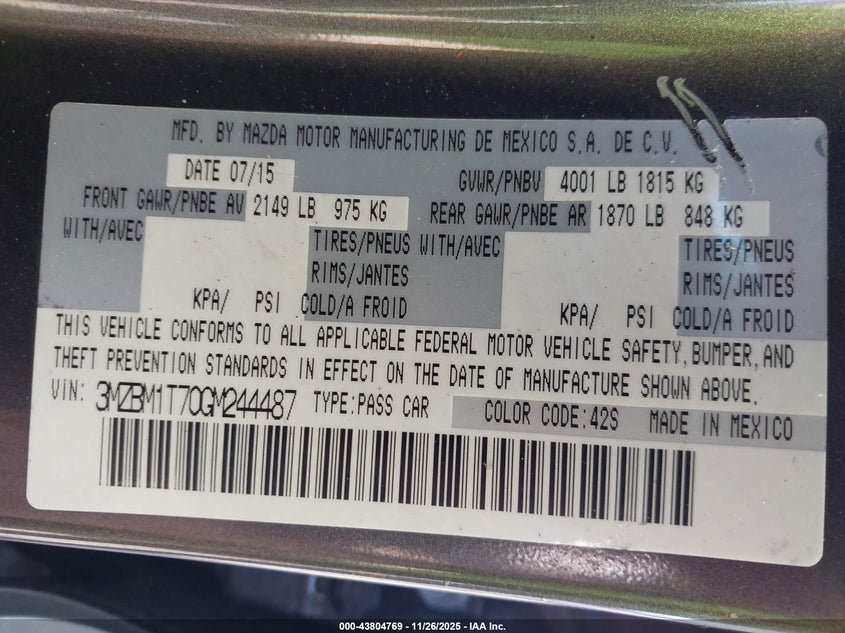 MFD. BY MAZDA MOTOR MANUFACTURING DE MEXICO S.A. DE C.V.
DATE 07/15 GVWR/PNBV 4001 LB 1815 KG
FRONT GAWR/PNBE AV 2149 LB 975 KG REAR GAWR/PNBE AR 1870 LB 848 KG
WITH/AVEC TIRES/PNEUS WITH/AVEC TIRES/PNEUS
RIMS/JANTES RIMS/JANTES
KPA/ PSI COLD/A FROID KPA/ PSI COLD/A FROID
THIS VEHICLE CONFORMS TO ALL APPLICABLE FEDERAL MOTOR VEHICLE SAFETY, BUMPER, AND
THEFT PREVENTION STANDARDS IN EFFECT ON THE DATE OF MANUFACTURE SHOWN ABOVE.
VIN: 3MZBM1T70GM244487 TYPE:PASS CAR COLOR CODE:42S MADE IN MEXICO
000-43804769 - 11/26/2025 - IAA Inc.